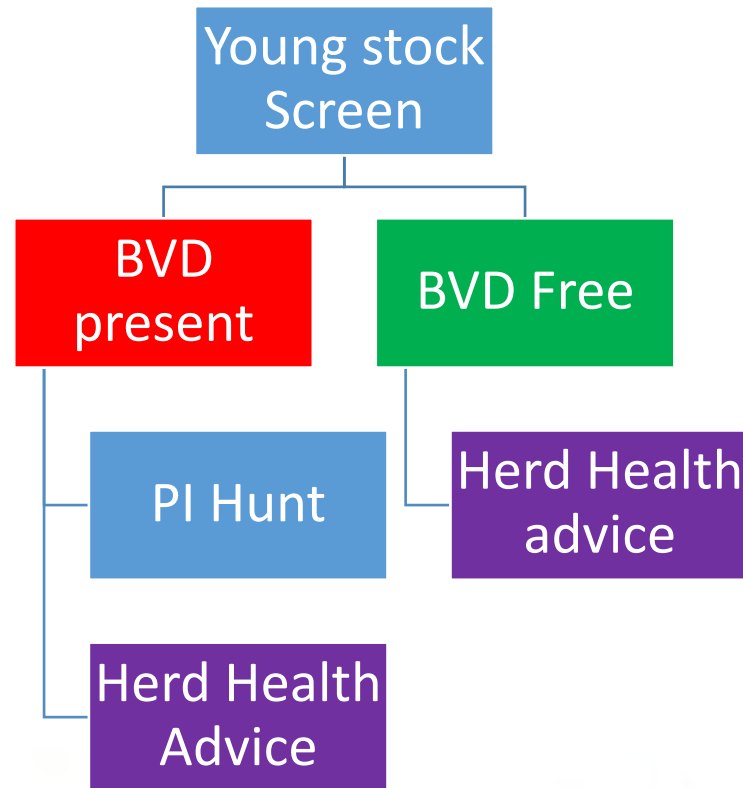 Young stock
Screen
BVD
present
BVD Free
PI Hunt
Herd Health
advice
Herd Health
Advice